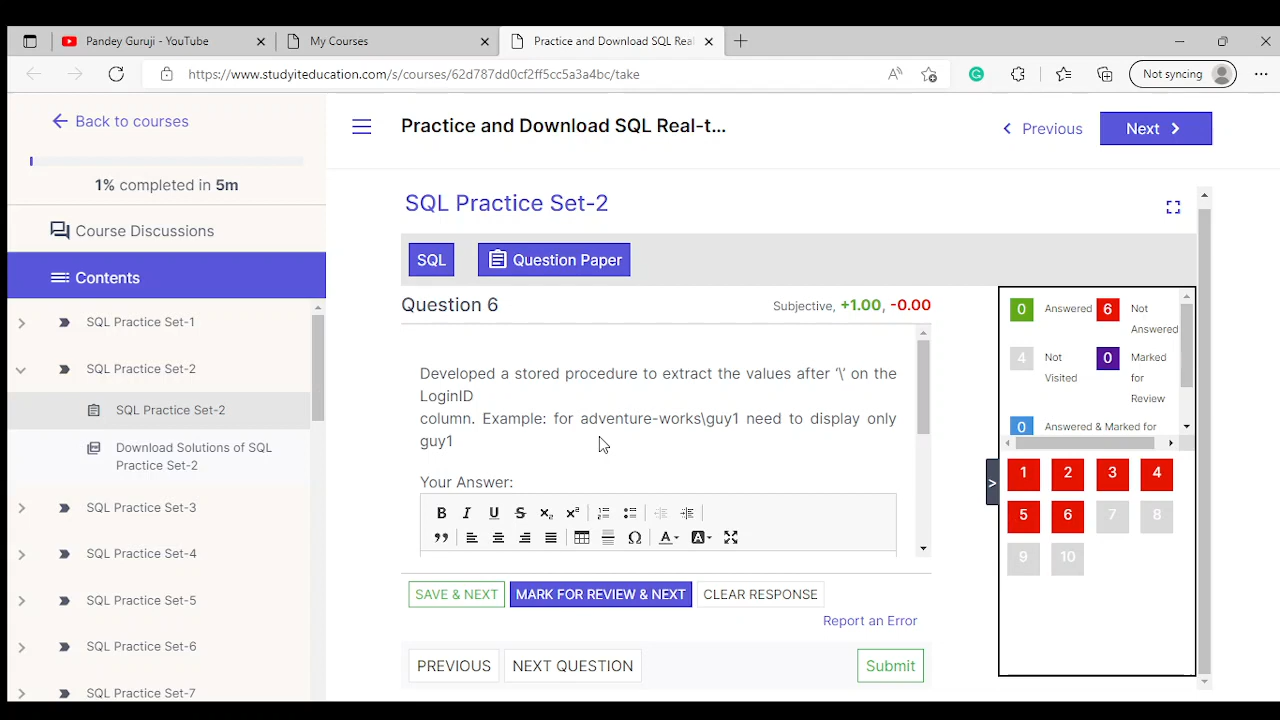 Pandey Guruji - YouTube
My Courses
Practice and Download SQL Real
https://www.studyiteducation.com/s/courses/62d787dd0cf2ff5cc5a3a4bc/take
Not syncing
Back to courses
1% completed in 5m
Course Discussions
Contents
SQL Practice Set-1
SQL Practice Set-2
SQL Practice Set-2
Download Solutions of SQL
Practice Set-2
SQL Practice Set-3
SQL Practice Set-4
SQL Practice Set-5
SQL Practice Set-6
SQL Practice Set-7
Practice and Download SQL Real-t...
Previous
Next
SQL Practice Set-2
SQL
Question Paper
Question 6
Subjective, +1.00, -0.00
Developed a stored procedure to extract the values after ‘\’ on the
LoginID
column. Example: for adventure-works\guy1 need to display only
guy1
Your Answer:
B I U S x₂ xˣ
Ω A A
SAVE & NEXT
MARK FOR REVIEW & NEXT
CLEAR RESPONSE
Report an Error
PREVIOUS
NEXT QUESTION
Submit
0 Answered
6 Not
Answered
4 Not
Visited
0 Marked
for
Review
0 Answered & Marked for
1 2 3 4
5 6 7 8
9 10